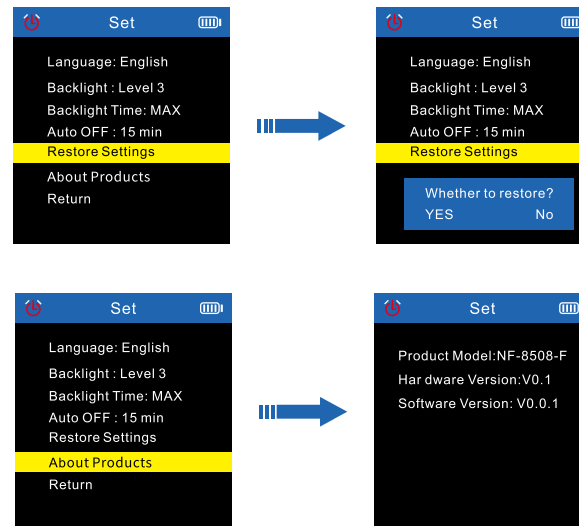 Set
Language: English
Backlight : Level 3
Backlight Time: MAX
Auto OFF : 15 min
Restore Settings
About Products
Return
Set
Language: English
Backlight : Level 3
Backlight Time: MAX
Auto OFF : 15 min
Restore Settings
Whether to restore?
YES No
Set
Language: English
Backlight : Level 3
Backlight Time: MAX
Auto OFF : 15 min
Restore Settings
About Products
Return
Set
Product Model:NF-8508-F
Har dware Version:V0.1
Software Version: V0.0.1